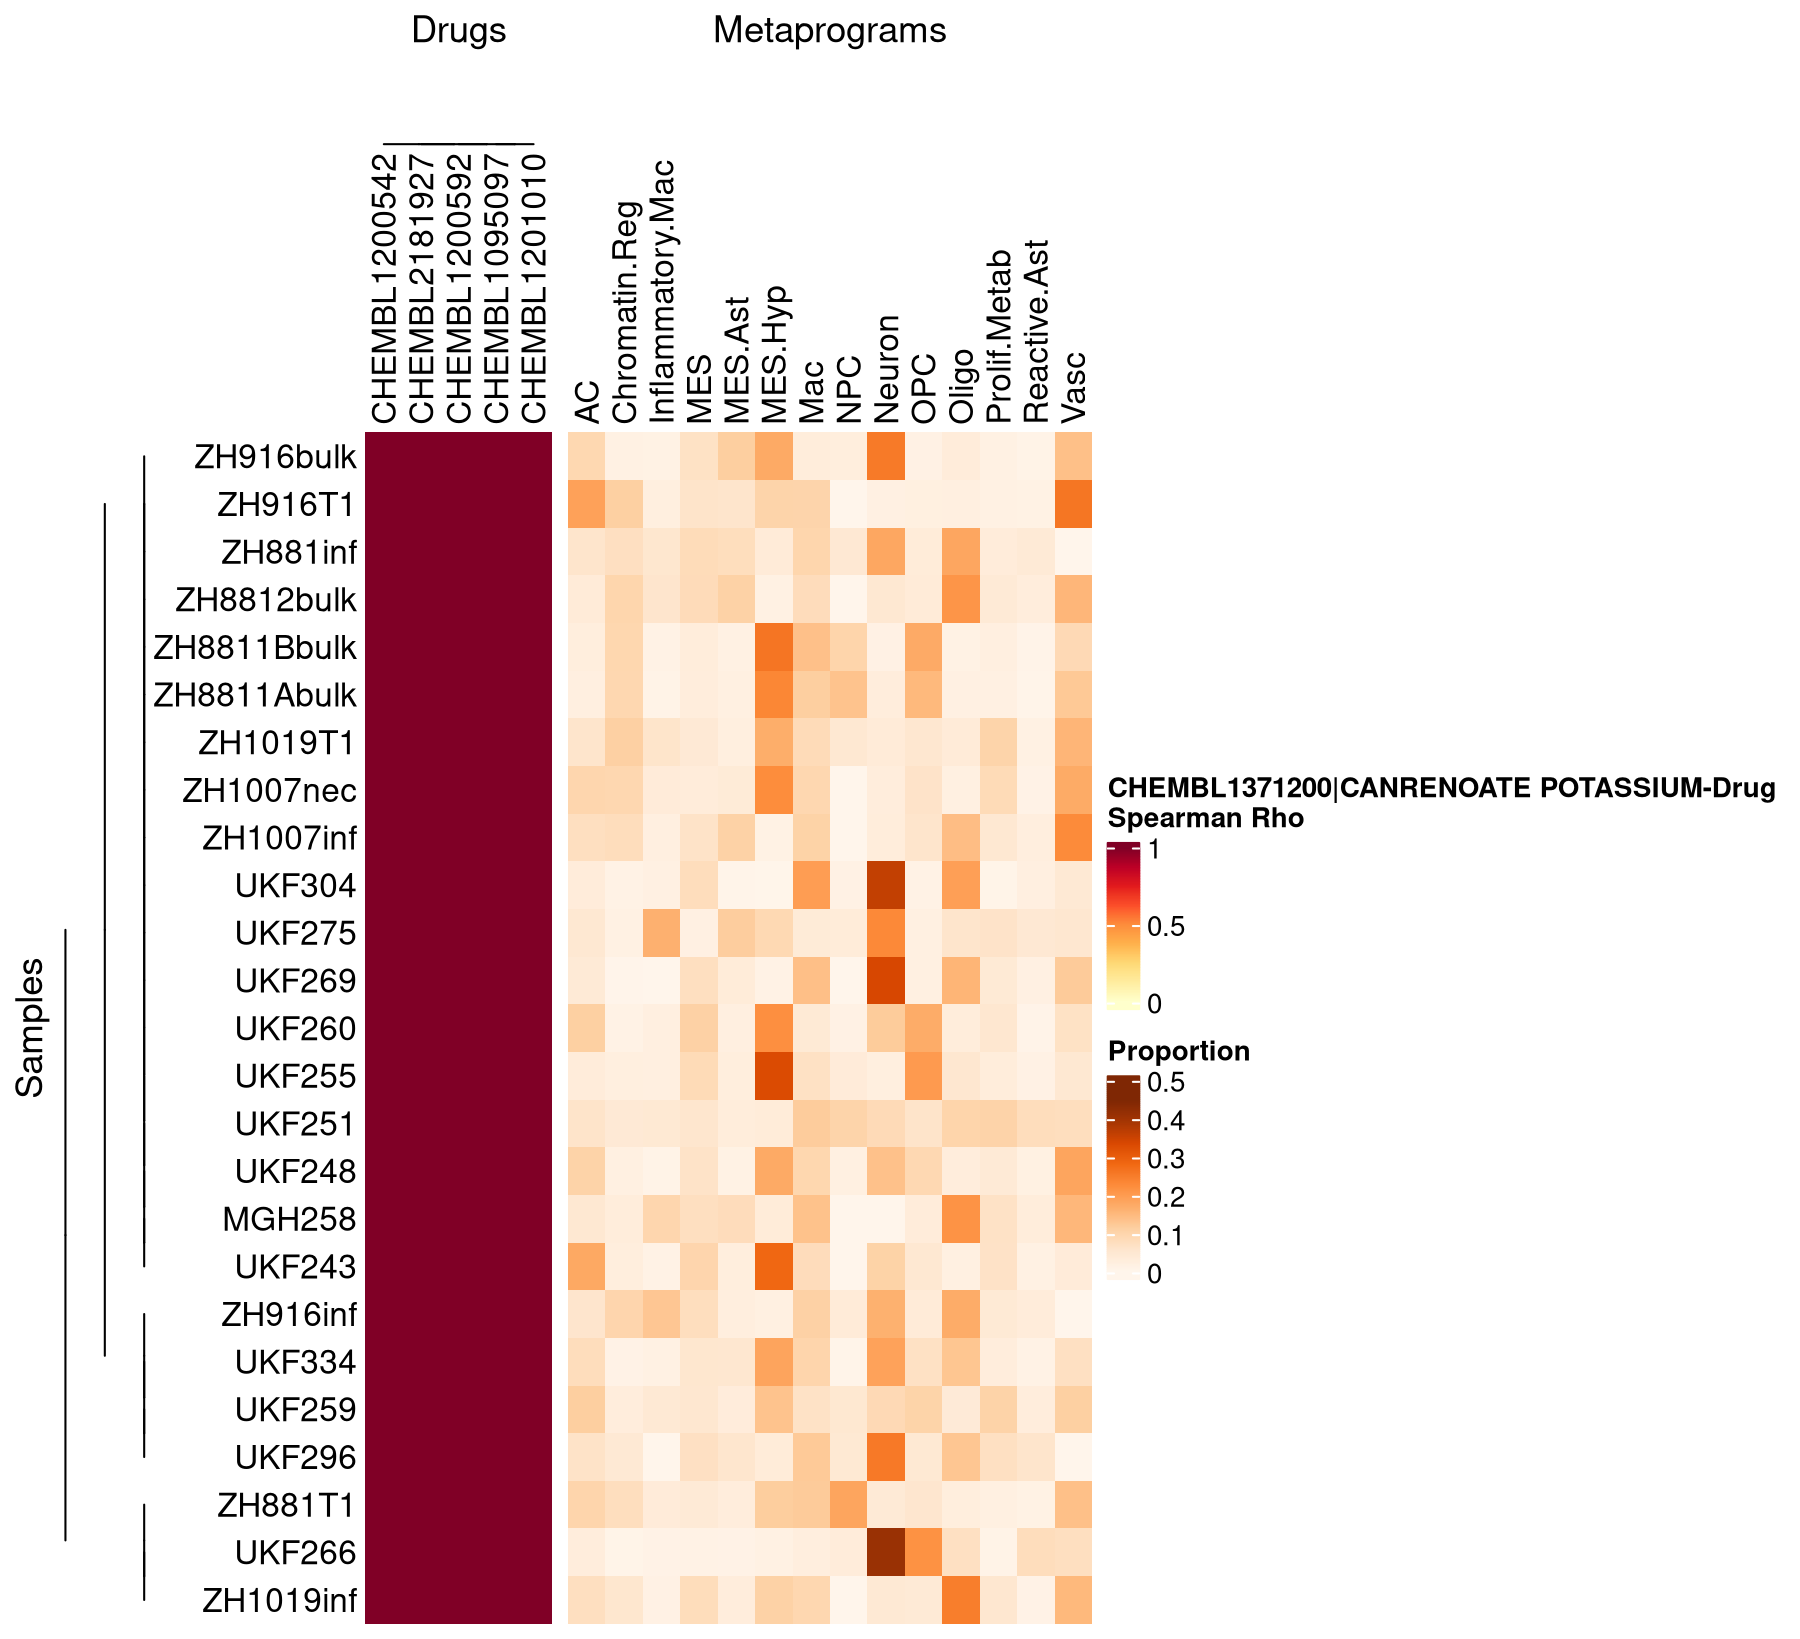 Drugs
Metaprograms
CHEMBL1200542
CHEMBL2181927
CHEMBL1200592
CHEMBL1095097
CHEMBL1201010
AC
Chromatin.Reg
Inflammatory.Mac
MES
MES.Ast
MES.Hyp
Mac
NPC
Neuron
OPC
Oligo
Prolif.Metab
Reactive.Ast
Vasc
Samples
ZH916bulk
ZH916T1
ZH881inf
ZH8812bulk
ZH8811Bbulk
ZH8811Abulk
ZH1019T1
ZH1007nec
ZH1007inf
UKF304
UKF275
UKF269
UKF260
UKF255
UKF251
UKF248
MGH258
UKF243
ZH916inf
UKF334
UKF259
UKF296
ZH881T1
UKF266
ZH1019inf
CHEMBL1371200|CANRENOATE POTASSIUM-Drug
Spearman Rho
1
0.5
0
Proportion
0.5
0.4
0.3
0.2
0.1
0